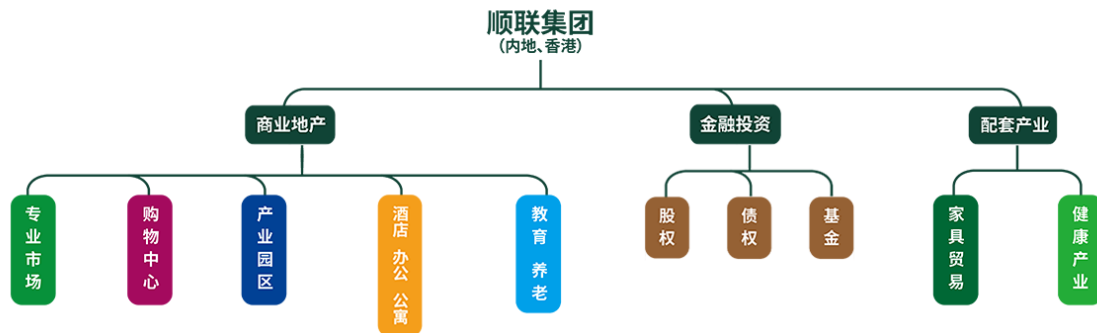 顺联集团
(内地、香港)
商业地产
金融投资
配套产业
专业市场
购物中心
产业园区
酒店 办公 公寓
教育 养老
股权
债权
基金
家具贸易
健康产业